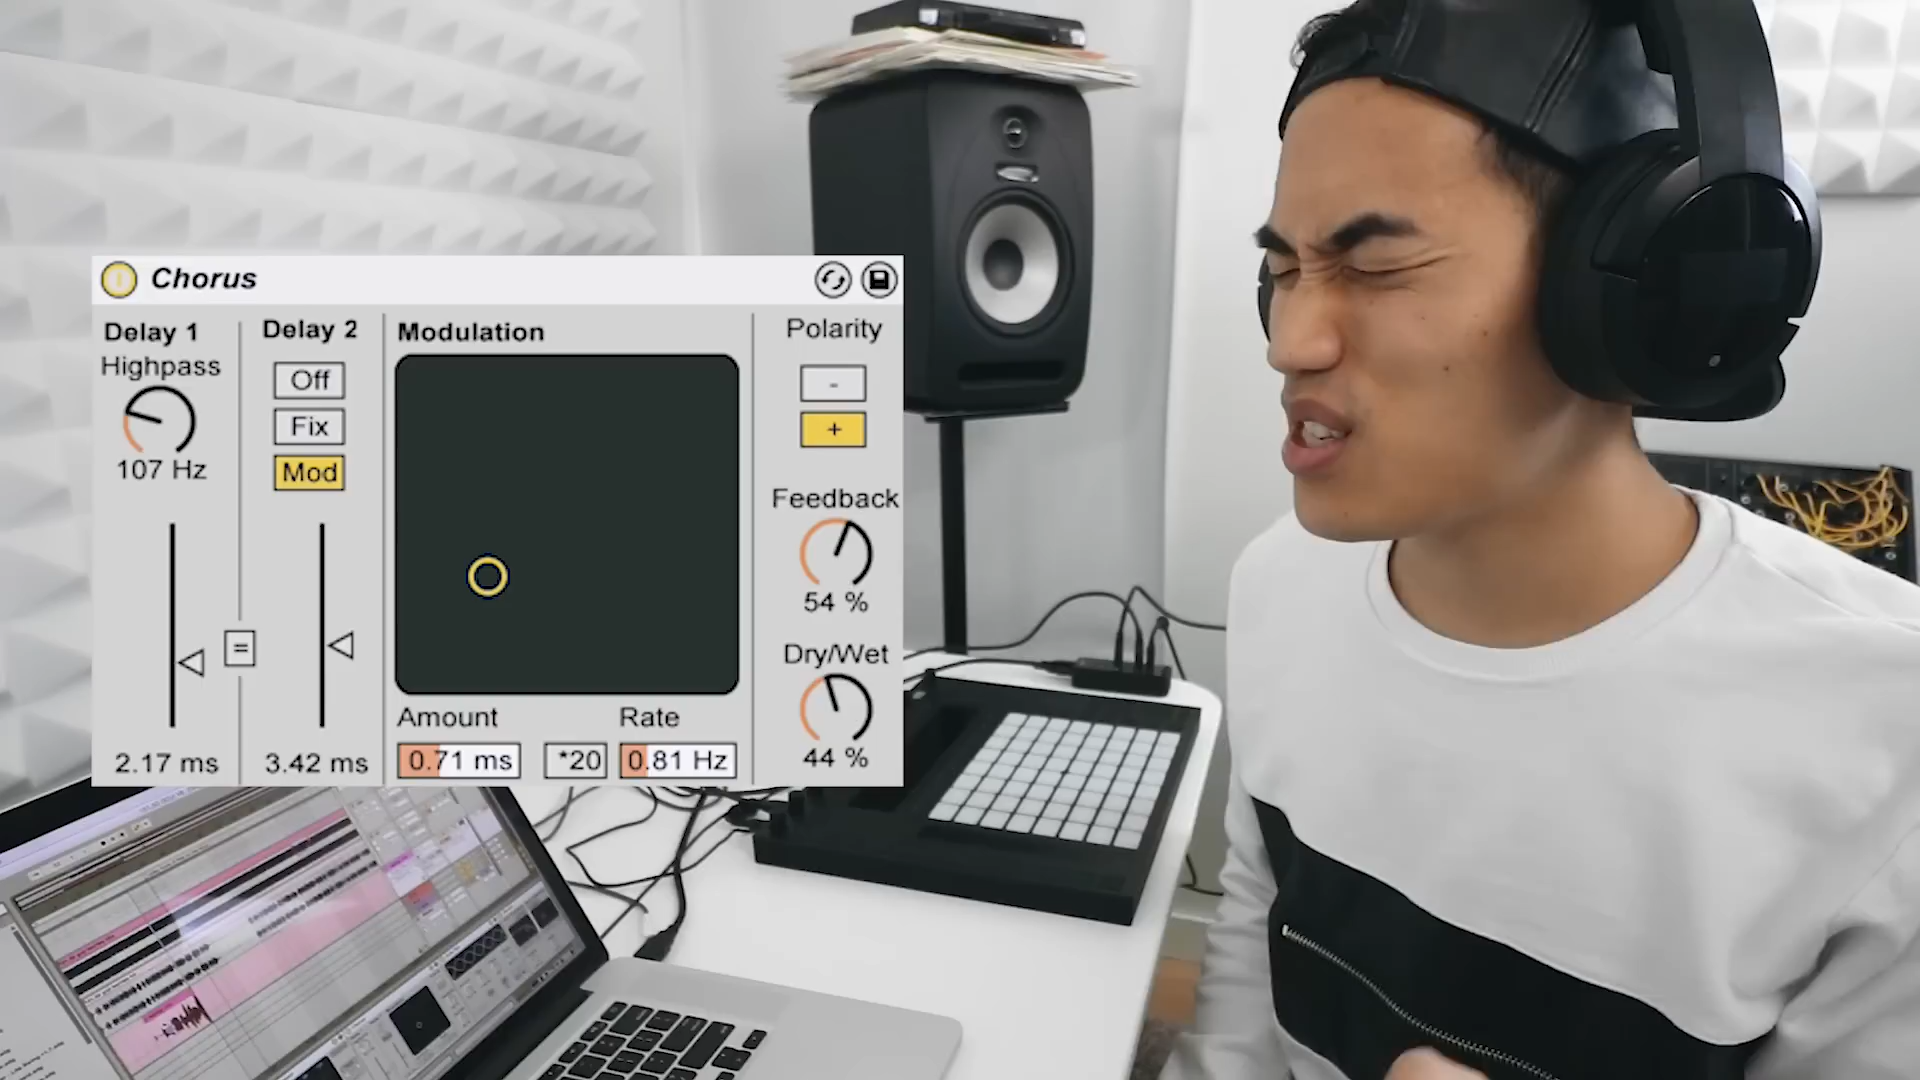 Chorus
Delay 1
Highpass
107 Hz
2.17 ms
=
Delay 2
Off
Fix
Mod
3.42 ms
Modulation
Amount
0.71 ms
*20
Rate
0.81 Hz
Polarity
-
+
Feedback
54 %
Dry/Wet
44 %